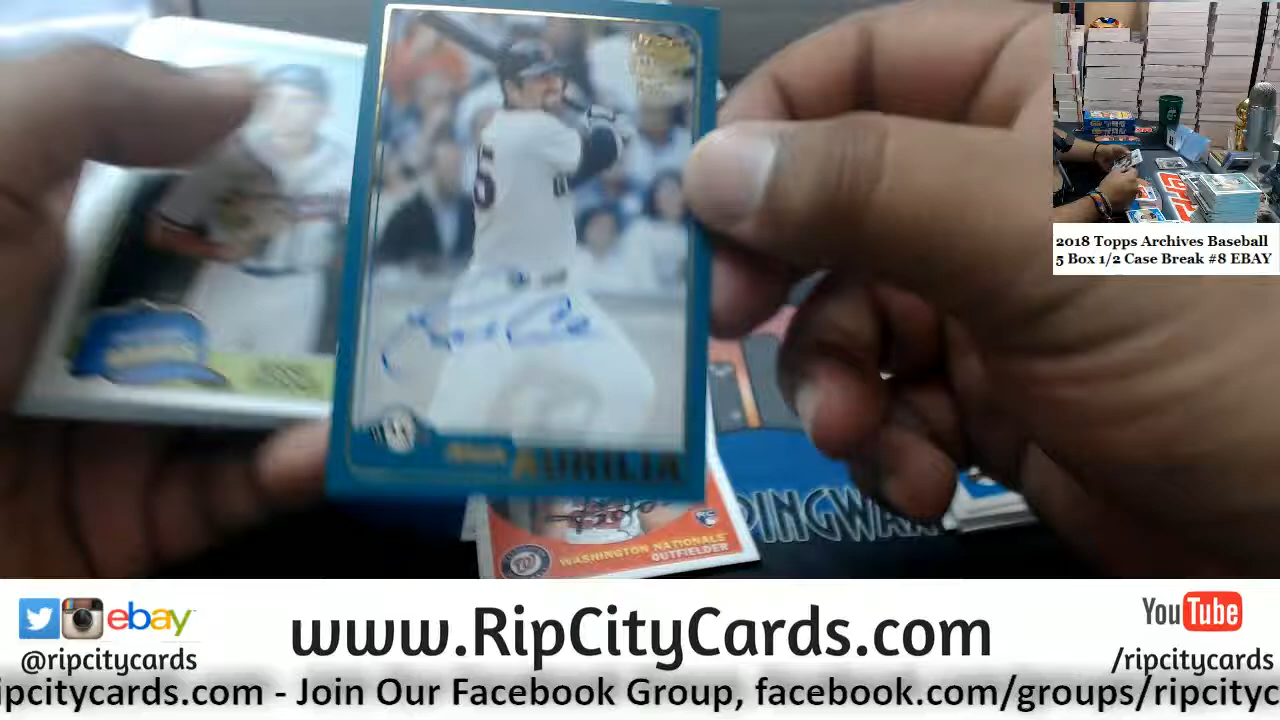 2018 Topps Archives Baseball
5 Box 1/2 Case Break #8 EBAY
AURILIA
WASHINGTON NATIONALS
OUTFIELDER
ebay
www.RipCityCards.com
You Tube
@ripcitycards
/ripcitycards
ipcitycards.com - Join Our Facebook Group, facebook.com/groups/ripcityc